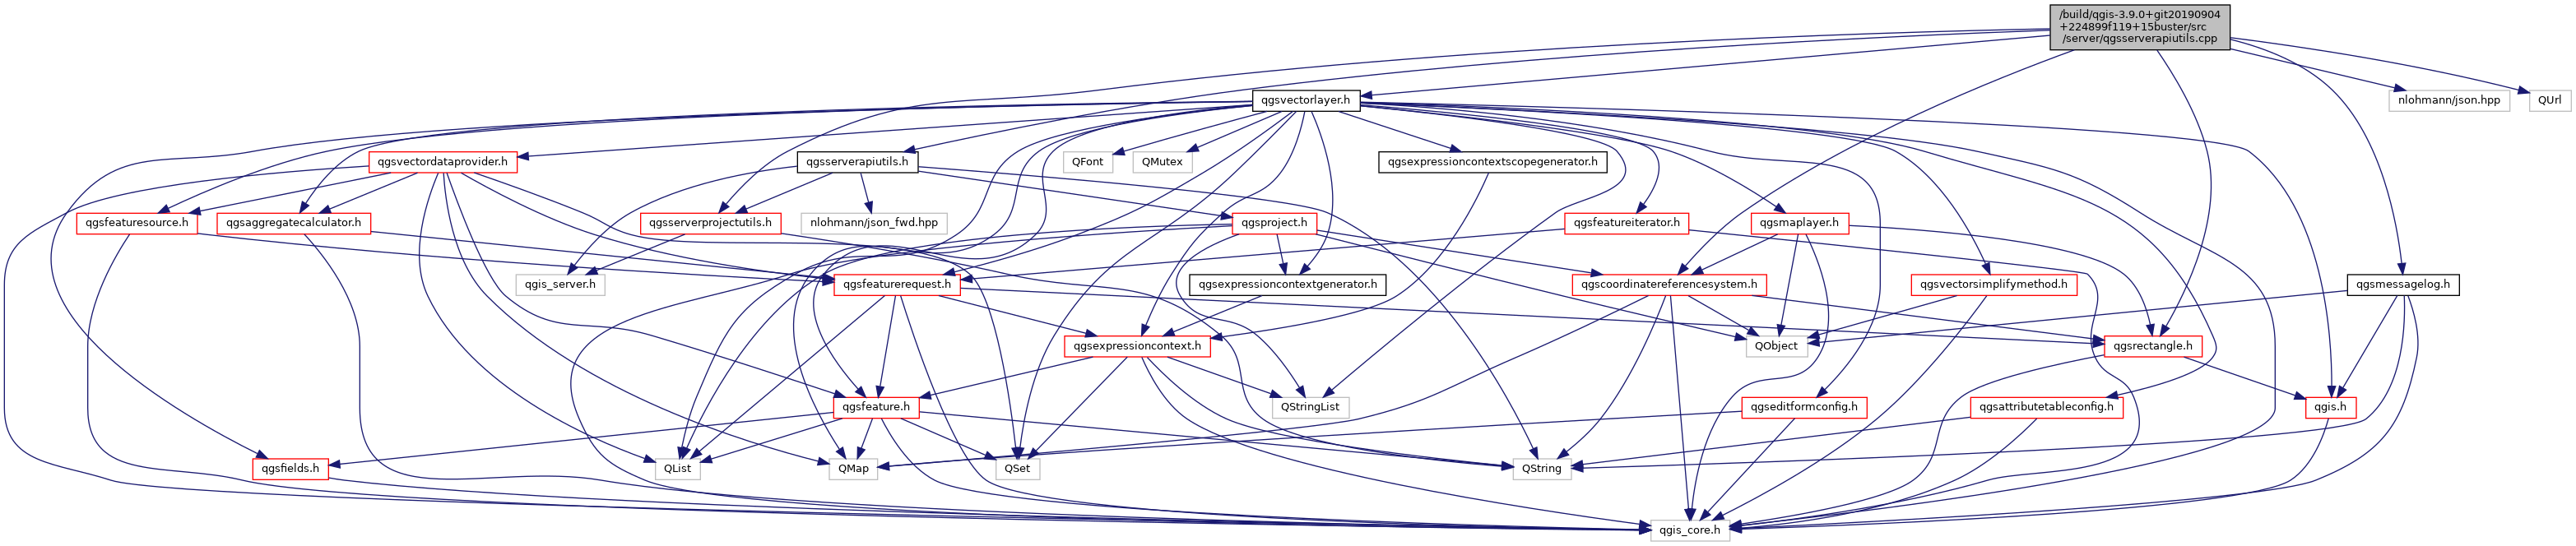 /build/qgis-3.9.0+git20190904
+224899f119+15buster/src
/server/qgsserverapiutils.cpp
qgsvectorlayer.h
nlohmann/json.hpp
QUrl
qgsvectordataprovider.h
qgsserverapiutils.h
QFont
QMutex
qgsexpressioncontextscopegenerator.h
qgsfeaturesource.h
qgsaggregatecalculator.h
qgsserverprojectutils.h
nlohmann/json_fwd.hpp
qgsproject.h
qgsfeatureiterator.h
qgsmaplayer.h
qgis_server.h
qgsfeaturerequest.h
qgsexpressioncontextgenerator.h
qgscoordinatereferencesystem.h
qgsvectorsimplifymethod.h
qgsmessagelog.h
qgsexpressioncontext.h
QObject
qgsrectangle.h
qgsfeature.h
QStringList
qgseditformconfig.h
qgsattributetableconfig.h
qgis.h
qgsfields.h
QList
QMap
QSet
QString
qgis_core.h